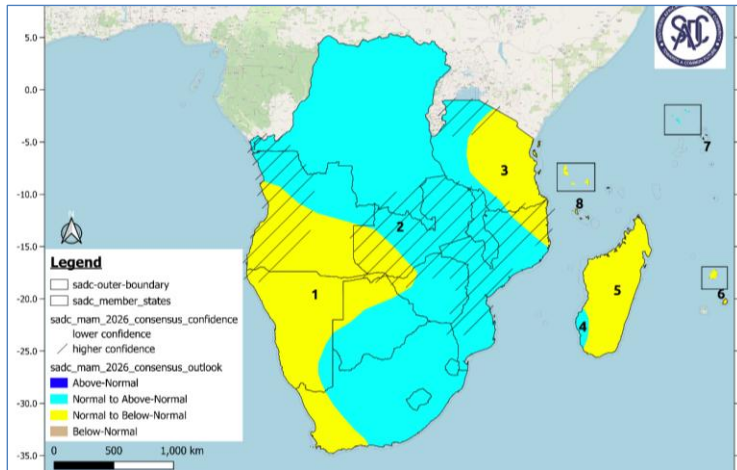 SADC
5.0
0.0
-5.0
-10.0
-15.0
-20.0
-25.0
-30.0
-35.0
N
1
2
3
4
5
6
7
8
Legend
sadc-outer-boundary
sadc_member_states
sadc_mam_2026_consensus_confidence
lower confidence
higher confidence
sadc_mam_2026_consensus_outlook
Above-Normal
Normal to Above-Normal
Normal to Below-Normal
Below-Normal
0 500 1,000 km